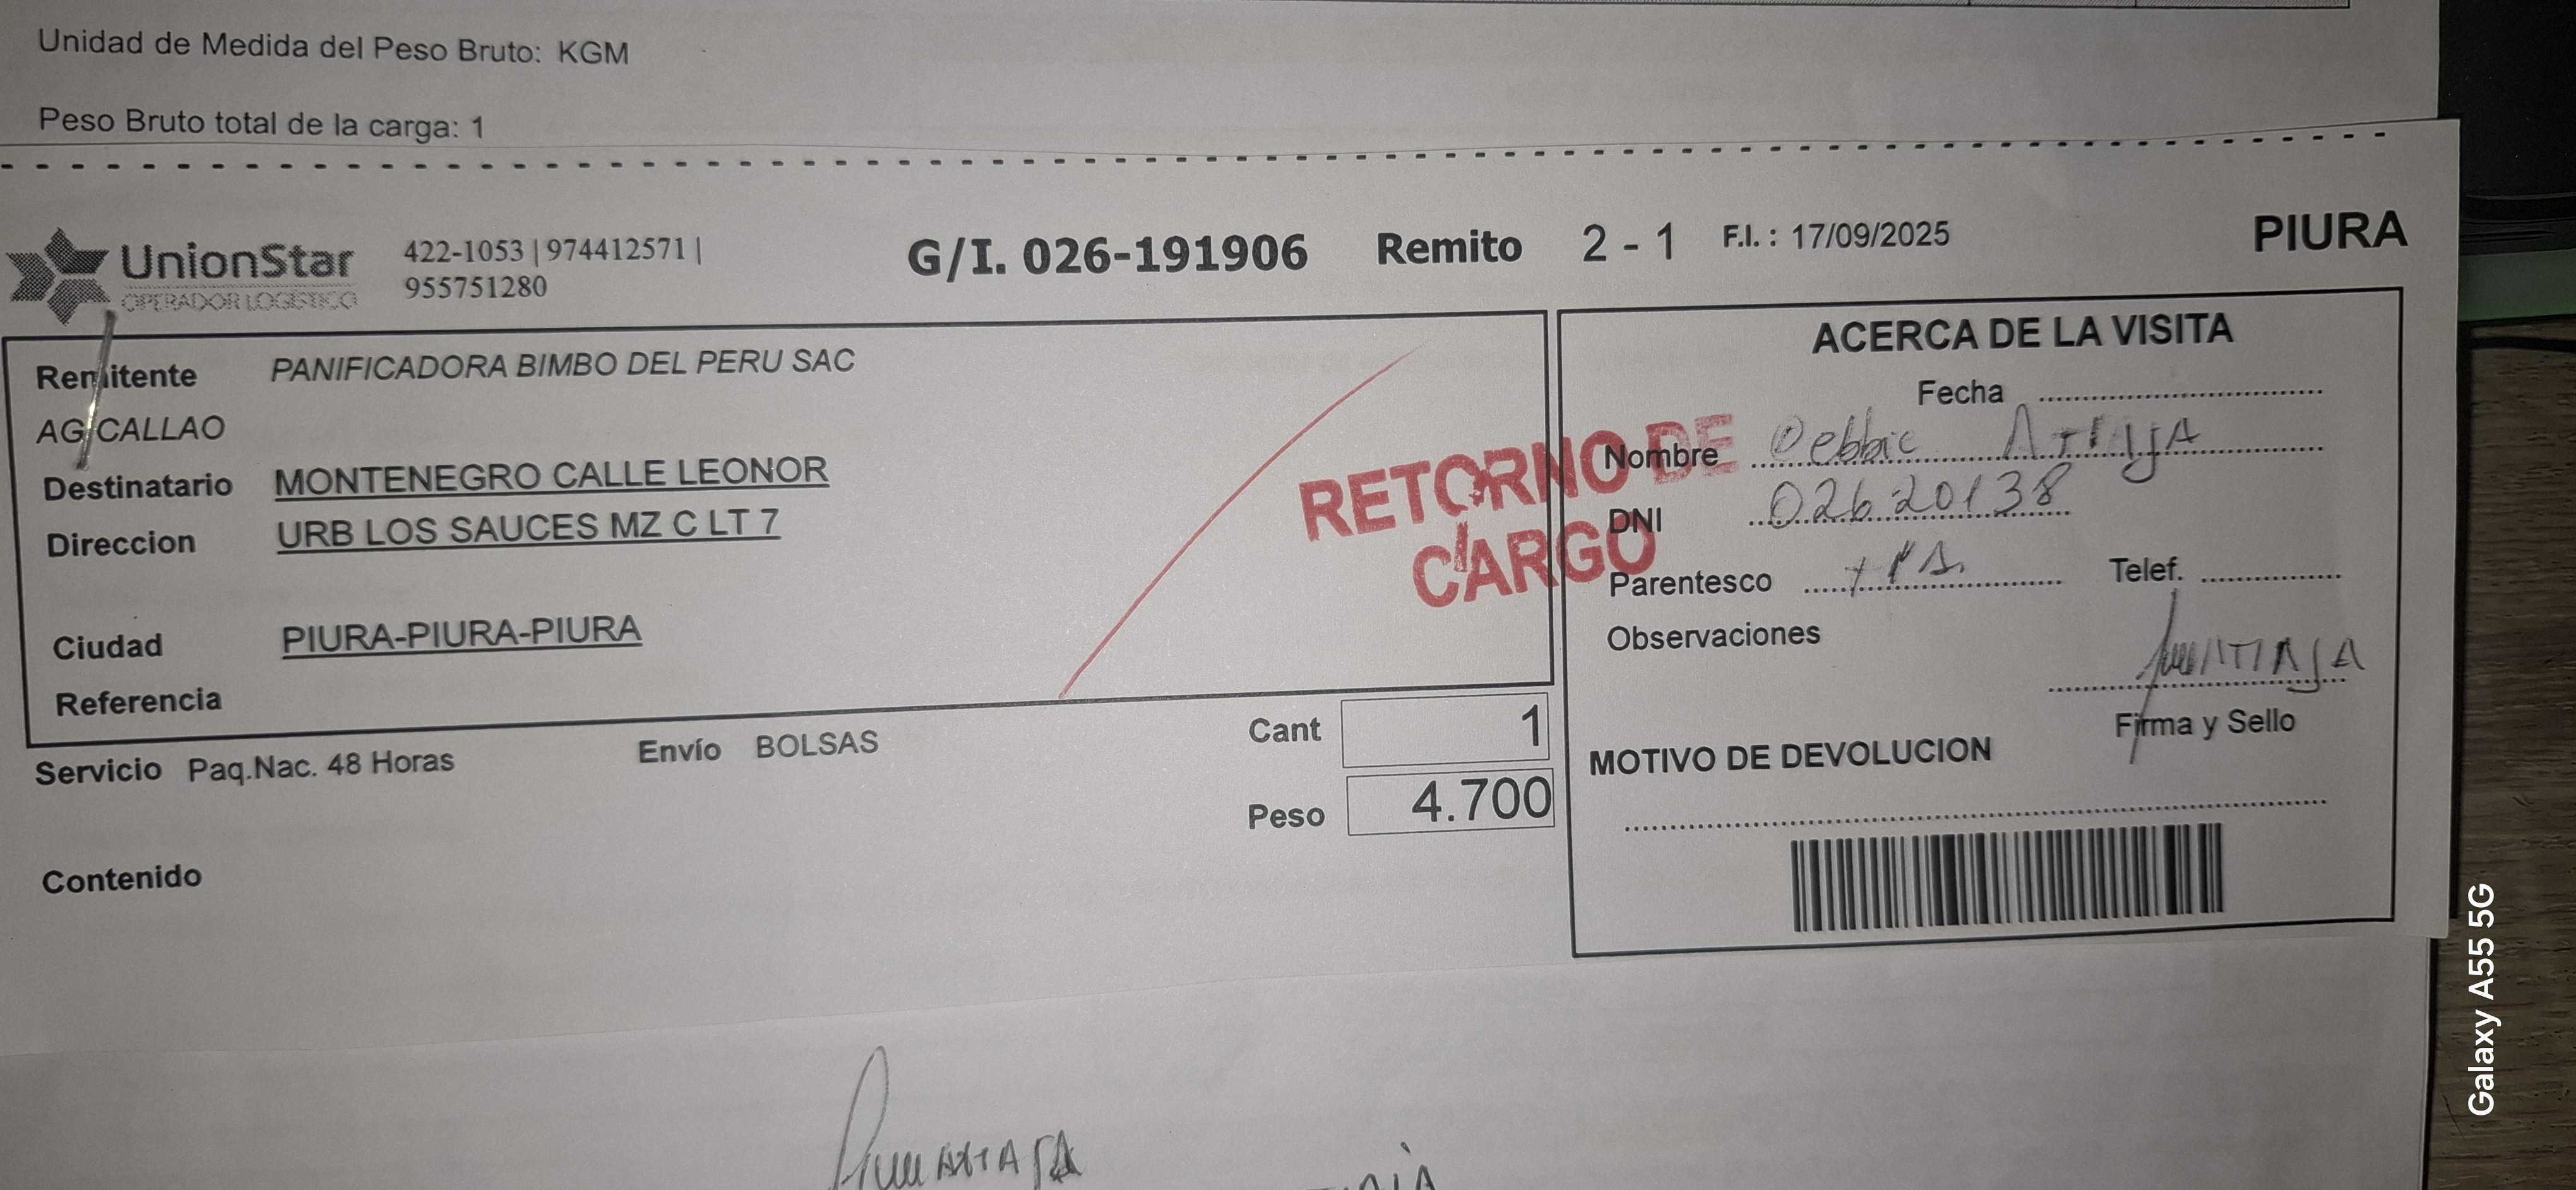 Unidad de Medida del Peso Bruto: KGM
Peso Bruto total de la carga: 1
UnionStar
OPERADOR LOGISTICO
422-1053 | 974412571 |
955751280
G/I. 026-191906 Remito 2 - 1 F.I. : 17/09/2025 PIURA
Remitente PANIFICADORA BIMBO DEL PERU SAC
AG CALLAO
Destinatario MONTENEGRO CALLE LEONOR
Direccion URB LOS SAUCES MZ C LT 7
Ciudad PIURA-PIURA-PIURA
Referencia
RETORNO DE
CARGO
Servicio Paq.Nac. 48 Horas Envío BOLSAS
Cant 1
Peso 4.700
Contenido
ACERCA DE LA VISITA
Fecha
Nombre Debbie
DNI 02620138
Parentesco
Telef.
Observaciones
Firma y Sello
MOTIVO DE DEVOLUCION
Galaxy A55 5G